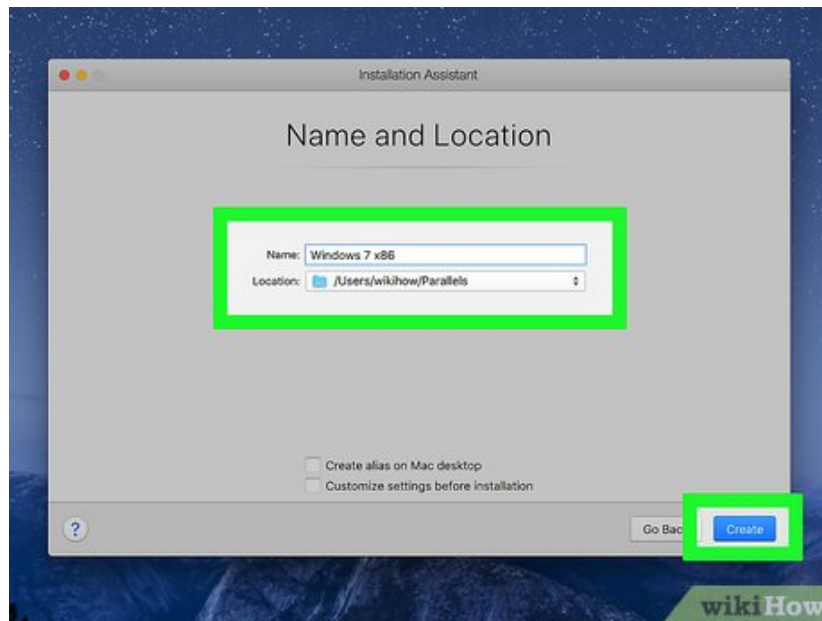 Installation Assistant
Name and Location
Name: Windows 7 x86
Location: /Users/wikihow/Parallels
Create alias on Mac desktop
Customize settings before installation
? Go Bac Create
wikiHow